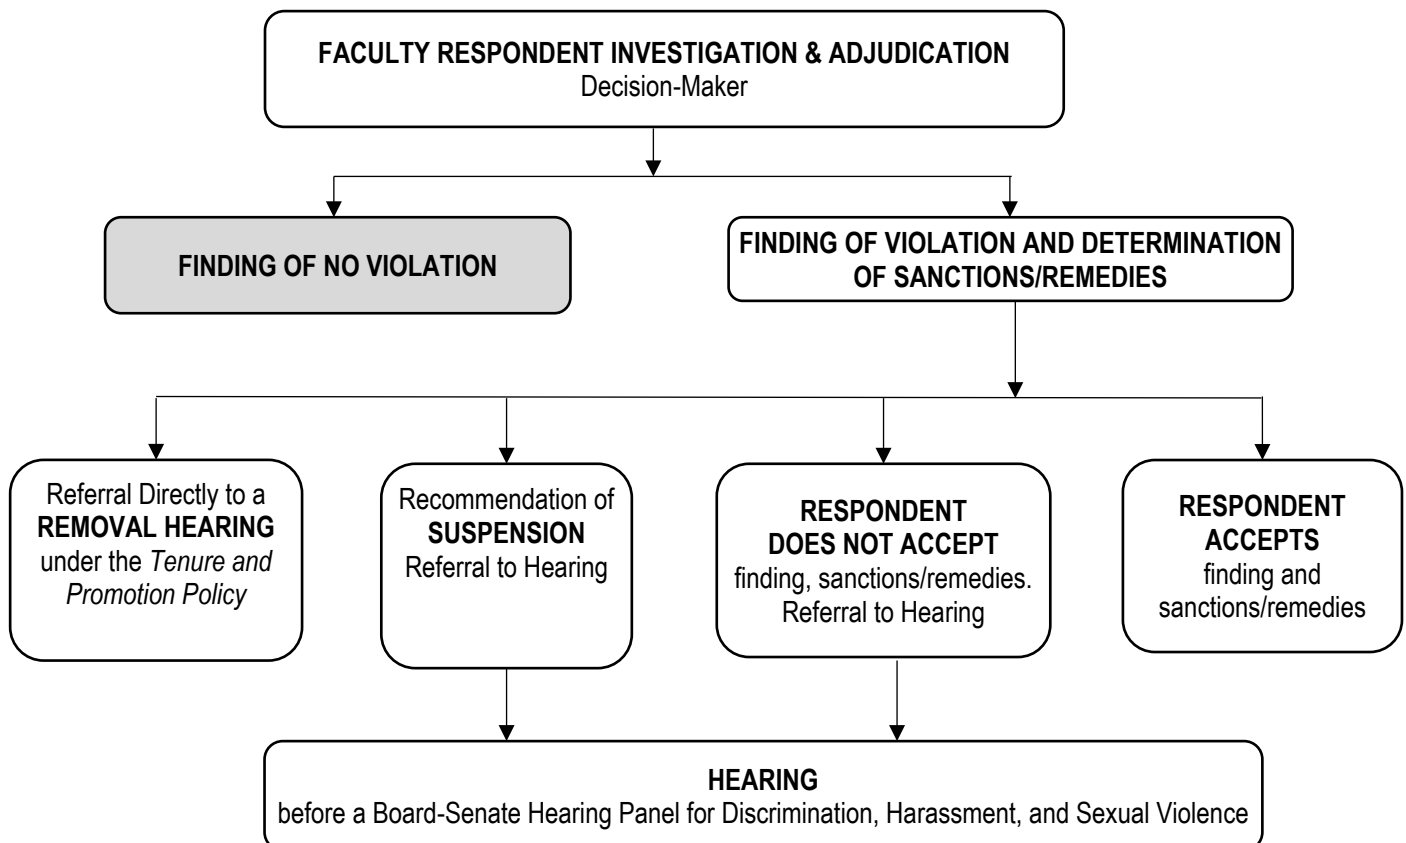 FACULTY RESPONDENT INVESTIGATION & ADJUDICATION
Decision-Maker
FINDING OF NO VIOLATION
FINDING OF VIOLATION AND DETERMINATION
OF SANCTIONS/REMEDIES
Referral Directly to a
REMOVAL HEARING
under the Tenure and
Promotion Policy
Recommendation of
SUSPENSION
Referral to Hearing
RESPONDENT
DOES NOT ACCEPT
finding, sanctions/remedies.
Referral to Hearing
RESPONDENT
ACCEPTS
finding and
sanctions/remedies
HEARING
before a Board-Senate Hearing Panel for Discrimination, Harassment, and Sexual Violence